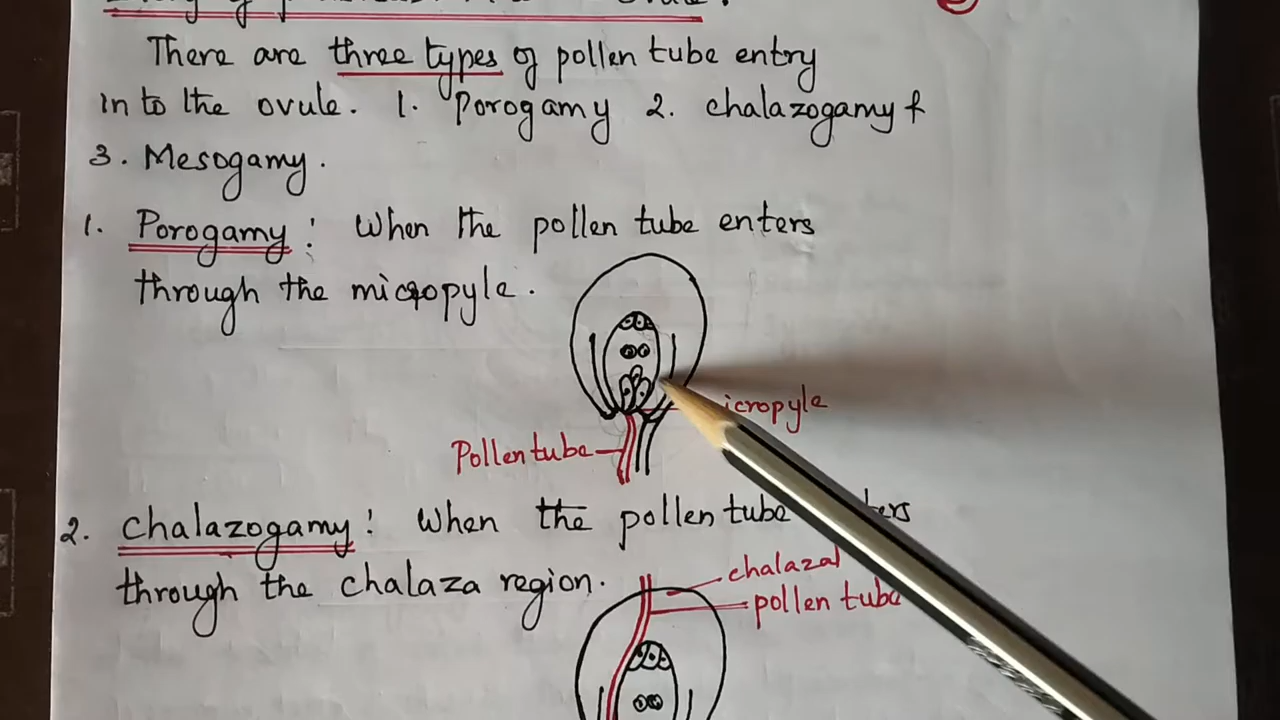 There are three types of pollen tube entry
in to the ovule. 1. Porogamy 2. chalazogamy &
3. Mesogamy.
1. Porogamy : When the pollen tube enters
through the micropyle.
icropyle
Pollen tube
2. Chalazogamy : When the pollen tube ers
through the chalaza region.
chalazal
pollen tube